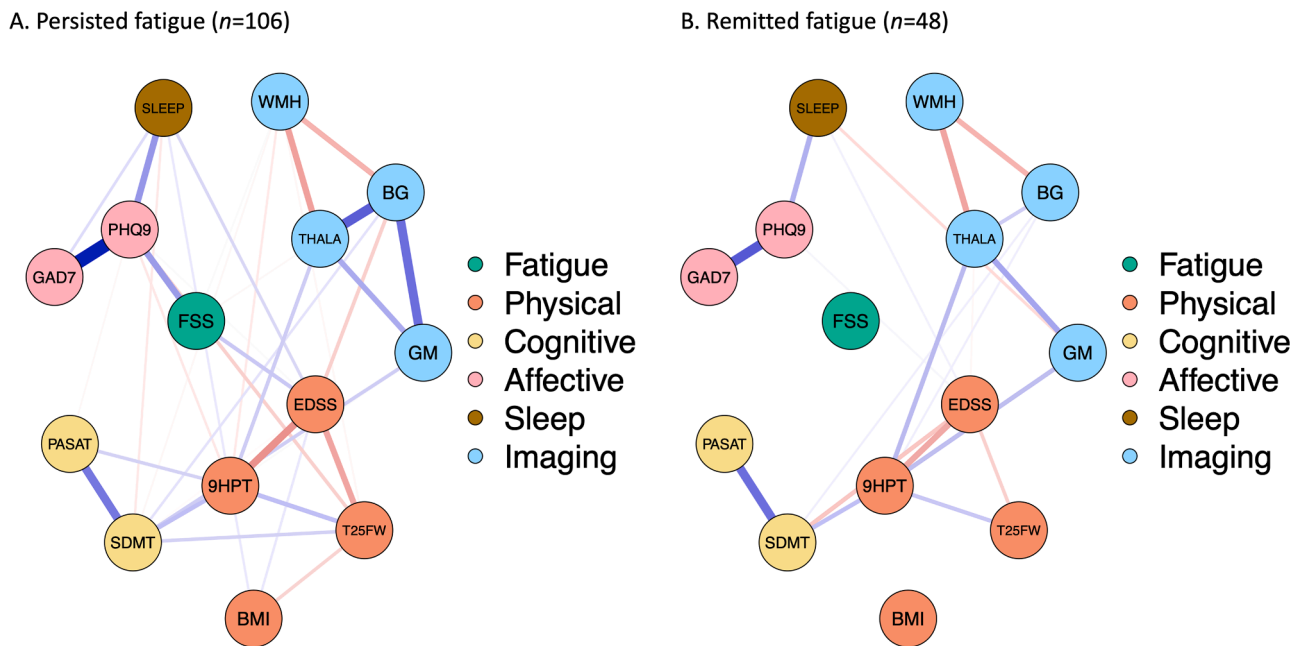 A. Persisted fatigue (n=106)
SLEEP
WMH
BG
PHQ9
THALA
GAD7
FSS
GM
EDSS
PASAT
9HPT
T25FW
SDMT
BMI
Fatigue
Physical
Cognitive
Affective
Sleep
Imaging
B. Remitted fatigue (n=48)
SLEEP
WMH
BG
PHQ9
THALA
GAD7
FSS
GM
EDSS
PASAT
9HPT
T25FW
SDMT
BMI
Fatigue
Physical
Cognitive
Affective
Sleep
Imaging